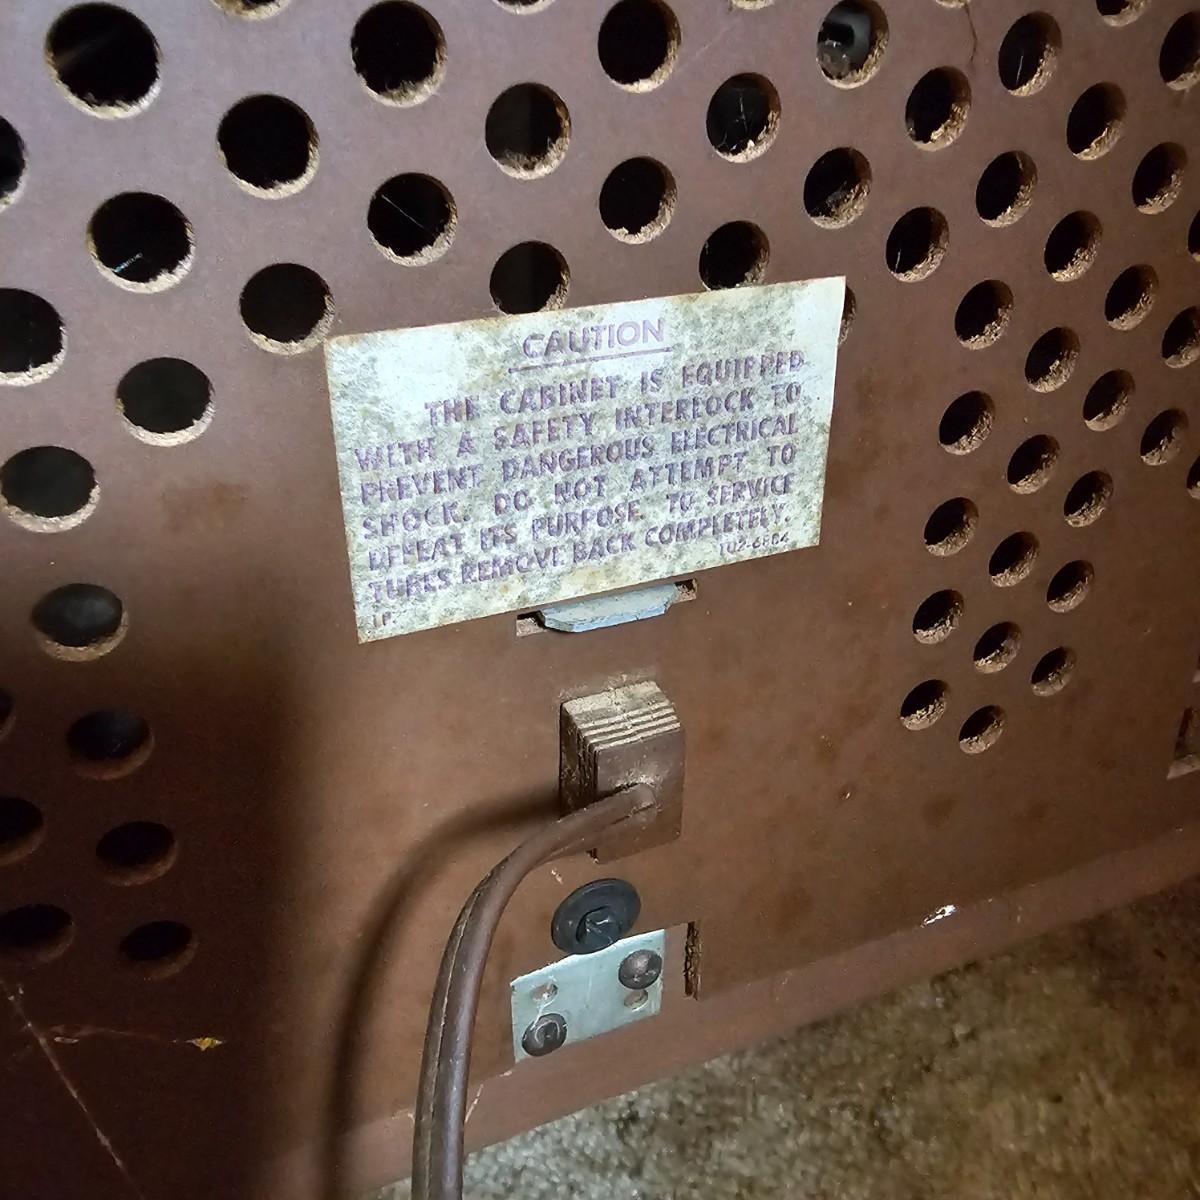 CAUTION
THE CABINET IS EQUIPPED
WITH A SAFETY INTERLOCK TO
PREVENT DANGEROUS ELECTRICAL
SHOCK. DO NOT ATTEMPT TO
DEFEAT ITS PURPOSE. TO SERVICE
TUBES REMOVE BACK COMPLETELY.